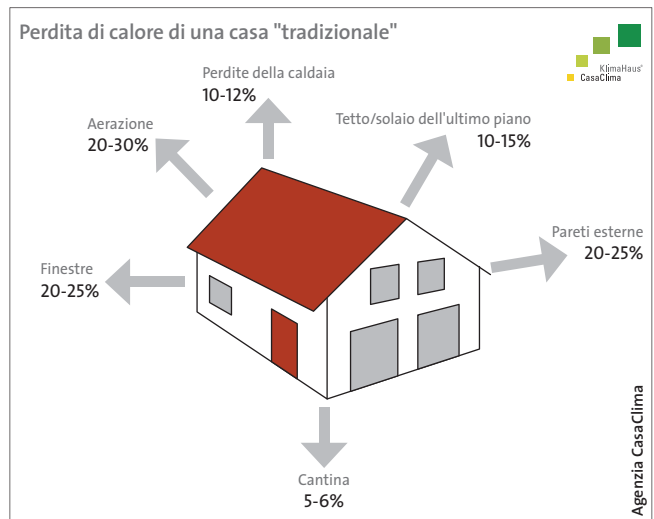 Perdita di calore di una casa "tradizionale"
KlimaHaus®
CasaClima
Perdite della caldaia
10-12%
Aerazione
20-30%
Tetto/solaio dell'ultimo piano
10-15%
Pareti esterne
20-25%
Finestre
20-25%
Cantina
5-6%
Agenzia CasaClima